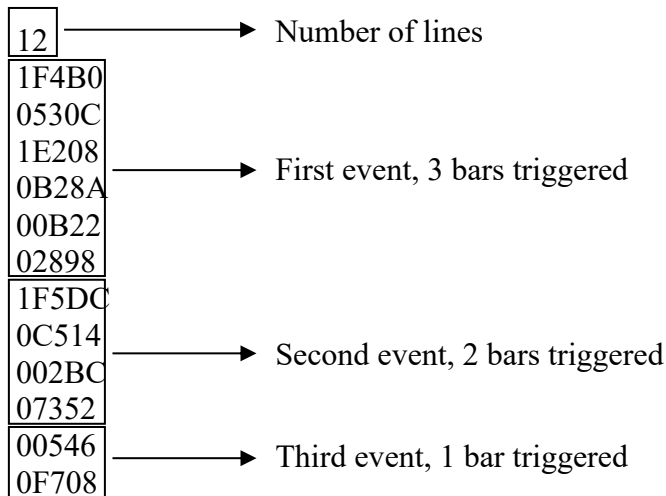 12
Number of lines
1F4B0
0530C
1E208
0B28A
00B22
02898
First event, 3 bars triggered
1F5DC
0C514
002BC
07352
Second event, 2 bars triggered
00546
0F708
Third event, 1 bar triggered